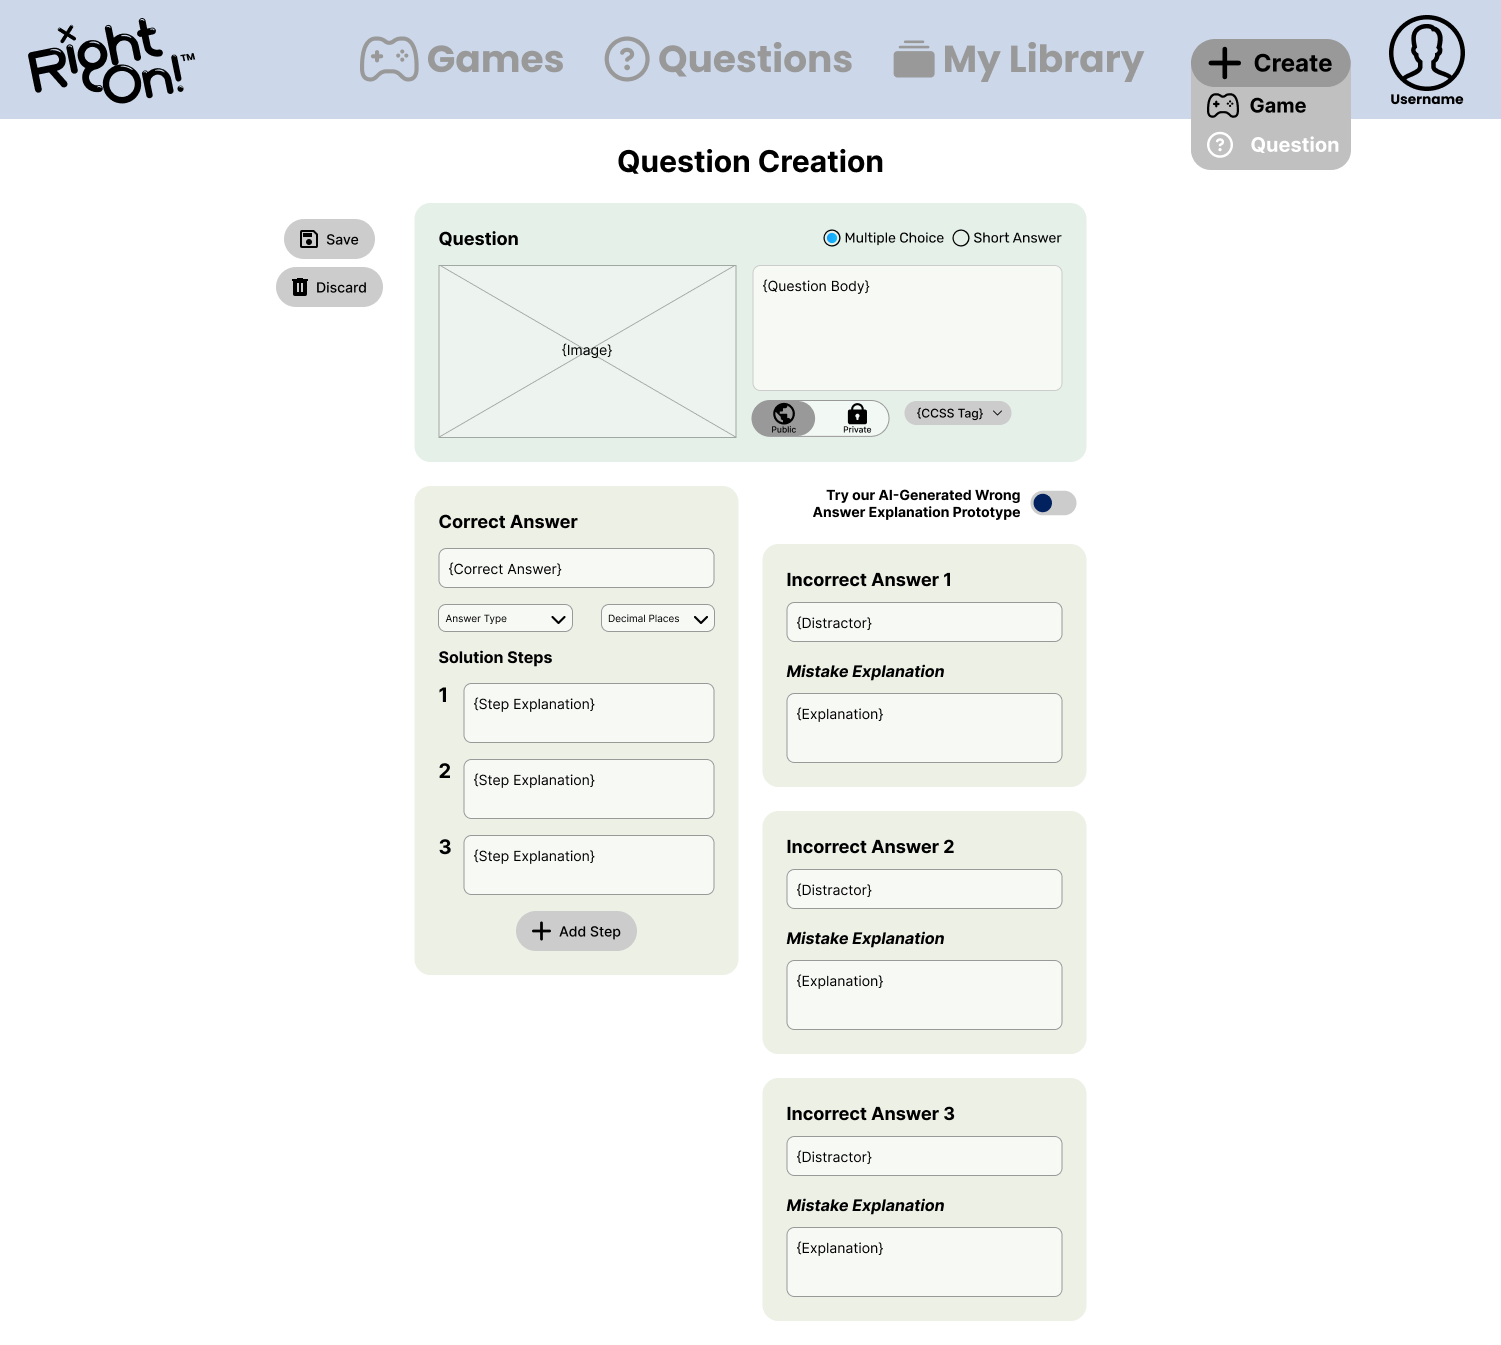 Right
On!™
Games
Questions
My Library
Create
Game
Question
Username
Question Creation
Save
Discard
Question
Multiple Choice
Short Answer
{Image}
{Question Body}
Public
Private
{CCSS Tag}
Correct Answer
{Correct Answer}
Answer Type
Decimal Places
Solution Steps
1
{Step Explanation}
2
{Step Explanation}
3
{Step Explanation}
Add Step
Try our AI-Generated Wrong
Answer Explanation Prototype
Incorrect Answer 1
{Distractor}
Mistake Explanation
{Explanation}
Incorrect Answer 2
{Distractor}
Mistake Explanation
{Explanation}
Incorrect Answer 3
{Distractor}
Mistake Explanation
{Explanation}